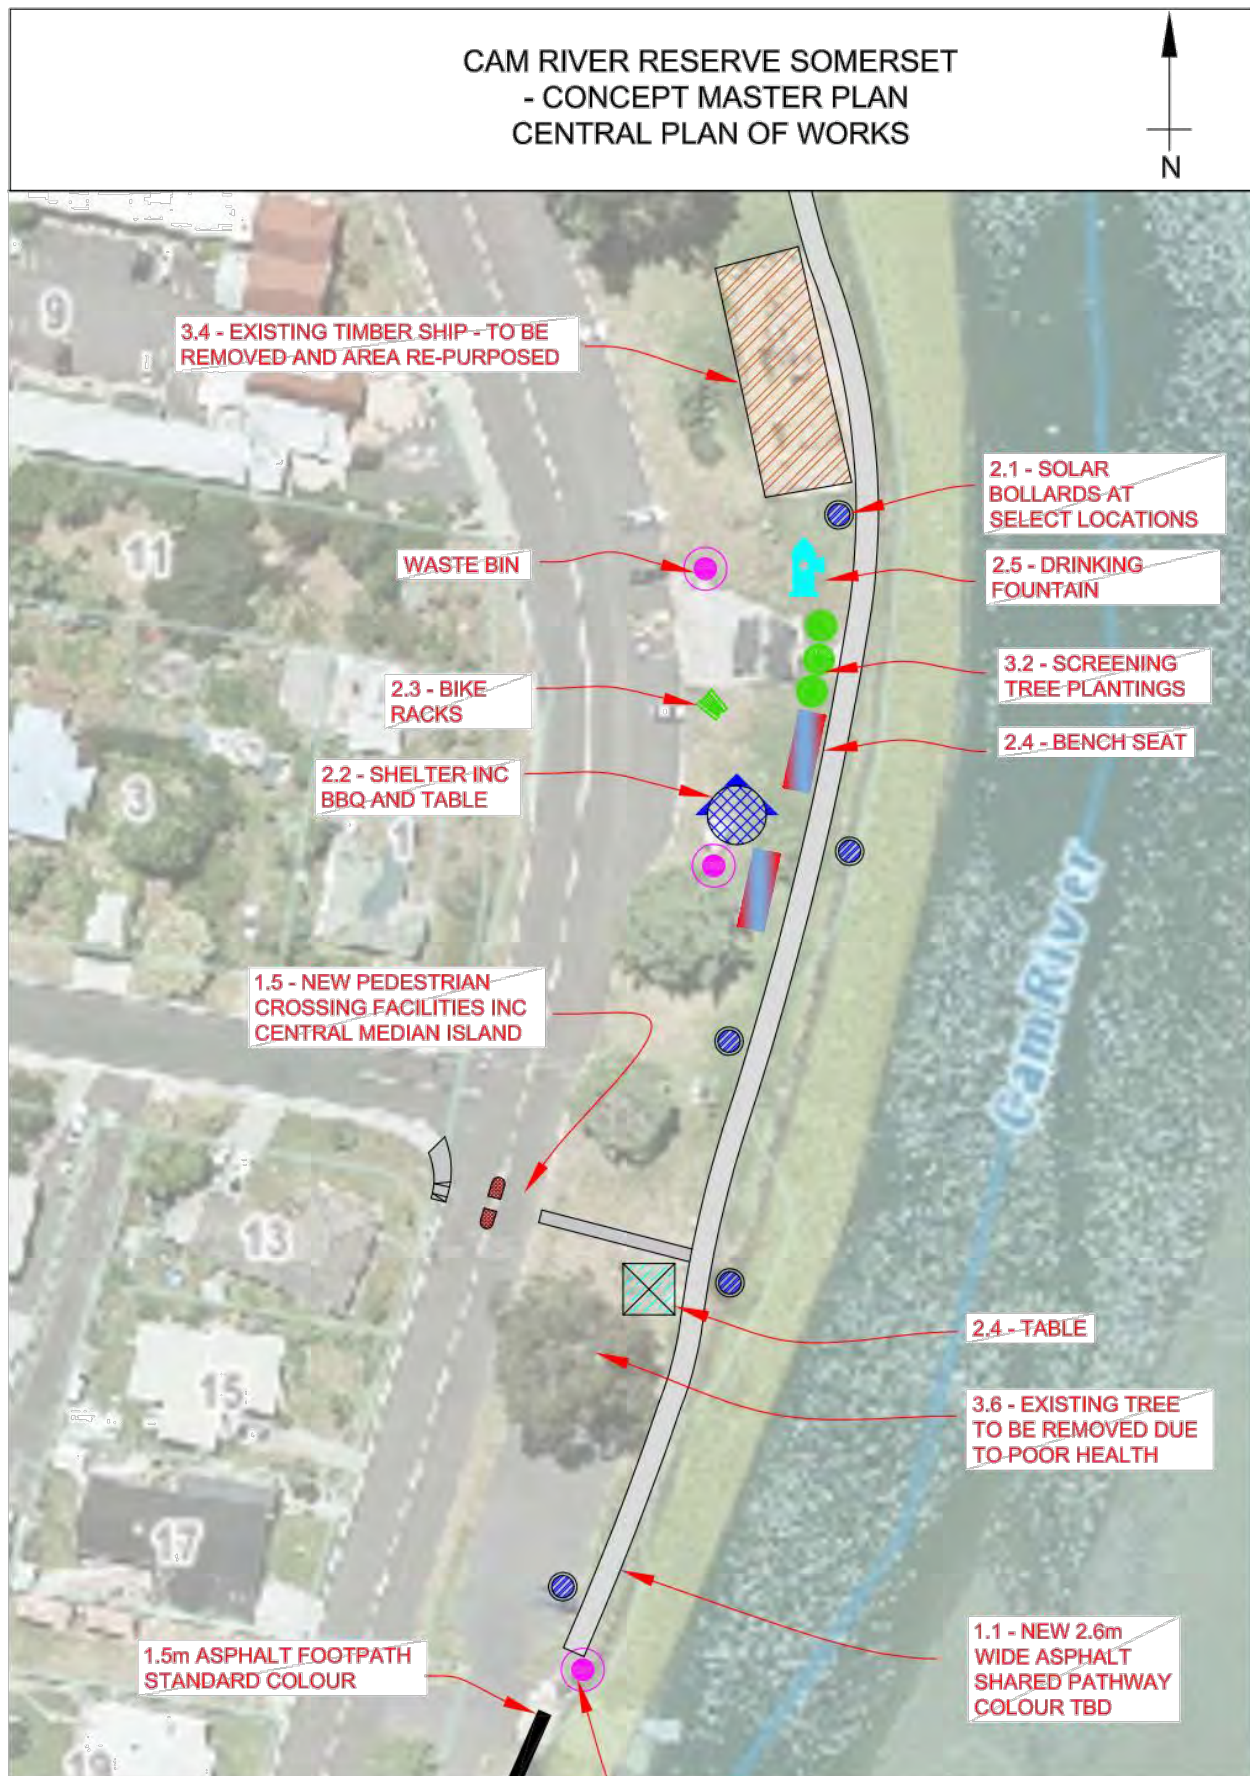 CAM RIVER RESERVE SOMERSET
- CONCEPT MASTER PLAN
CENTRAL PLAN OF WORKS
N
9
3.4 - EXISTING TIMBER SHIP - TO BE
REMOVED AND AREA RE-PURPOSED
2.1 - SOLAR
BOLLARDS AT
SELECT LOCATIONS
11
WASTE BIN
2.5 - DRINKING
FOUNTAIN
3.2 - SCREENING
TREE PLANTINGS
2.3 - BIKE
RACKS
2.4 - BENCH SEAT
2.2 - SHELTER INC
BBQ AND TABLE
3
1
Cam River
1.5 - NEW PEDESTRIAN
CROSSING FACILITIES INC
CENTRAL MEDIAN ISLAND
13
2.4 - TABLE
15
3.6 - EXISTING TREE
TO BE REMOVED DUE
TO POOR HEALTH
17
1.1 - NEW 2.6m
WIDE ASPHALT
SHARED PATHWAY
COLOUR TBD
1.5m ASPHALT FOOTPATH
STANDARD COLOUR